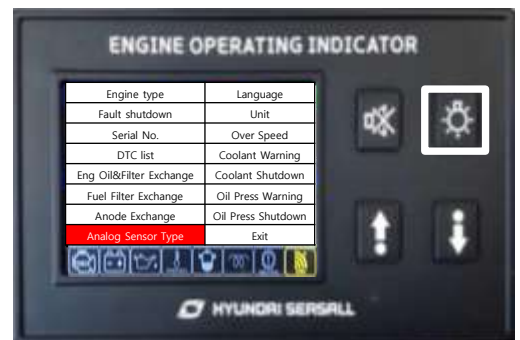 ENGINE OPERATING INDICATOR
Engine type Language
Fault shutdown Unit
Serial No. Over Speed
DTC list Coolant Warning
Eng Oil&Filter Exchange Coolant Shutdown
Fuel Filter Exchange Oil Press Warning
Anode Exchange Oil Press Shutdown
Analog Sensor Type Exit
HYUNDAI SEASALL